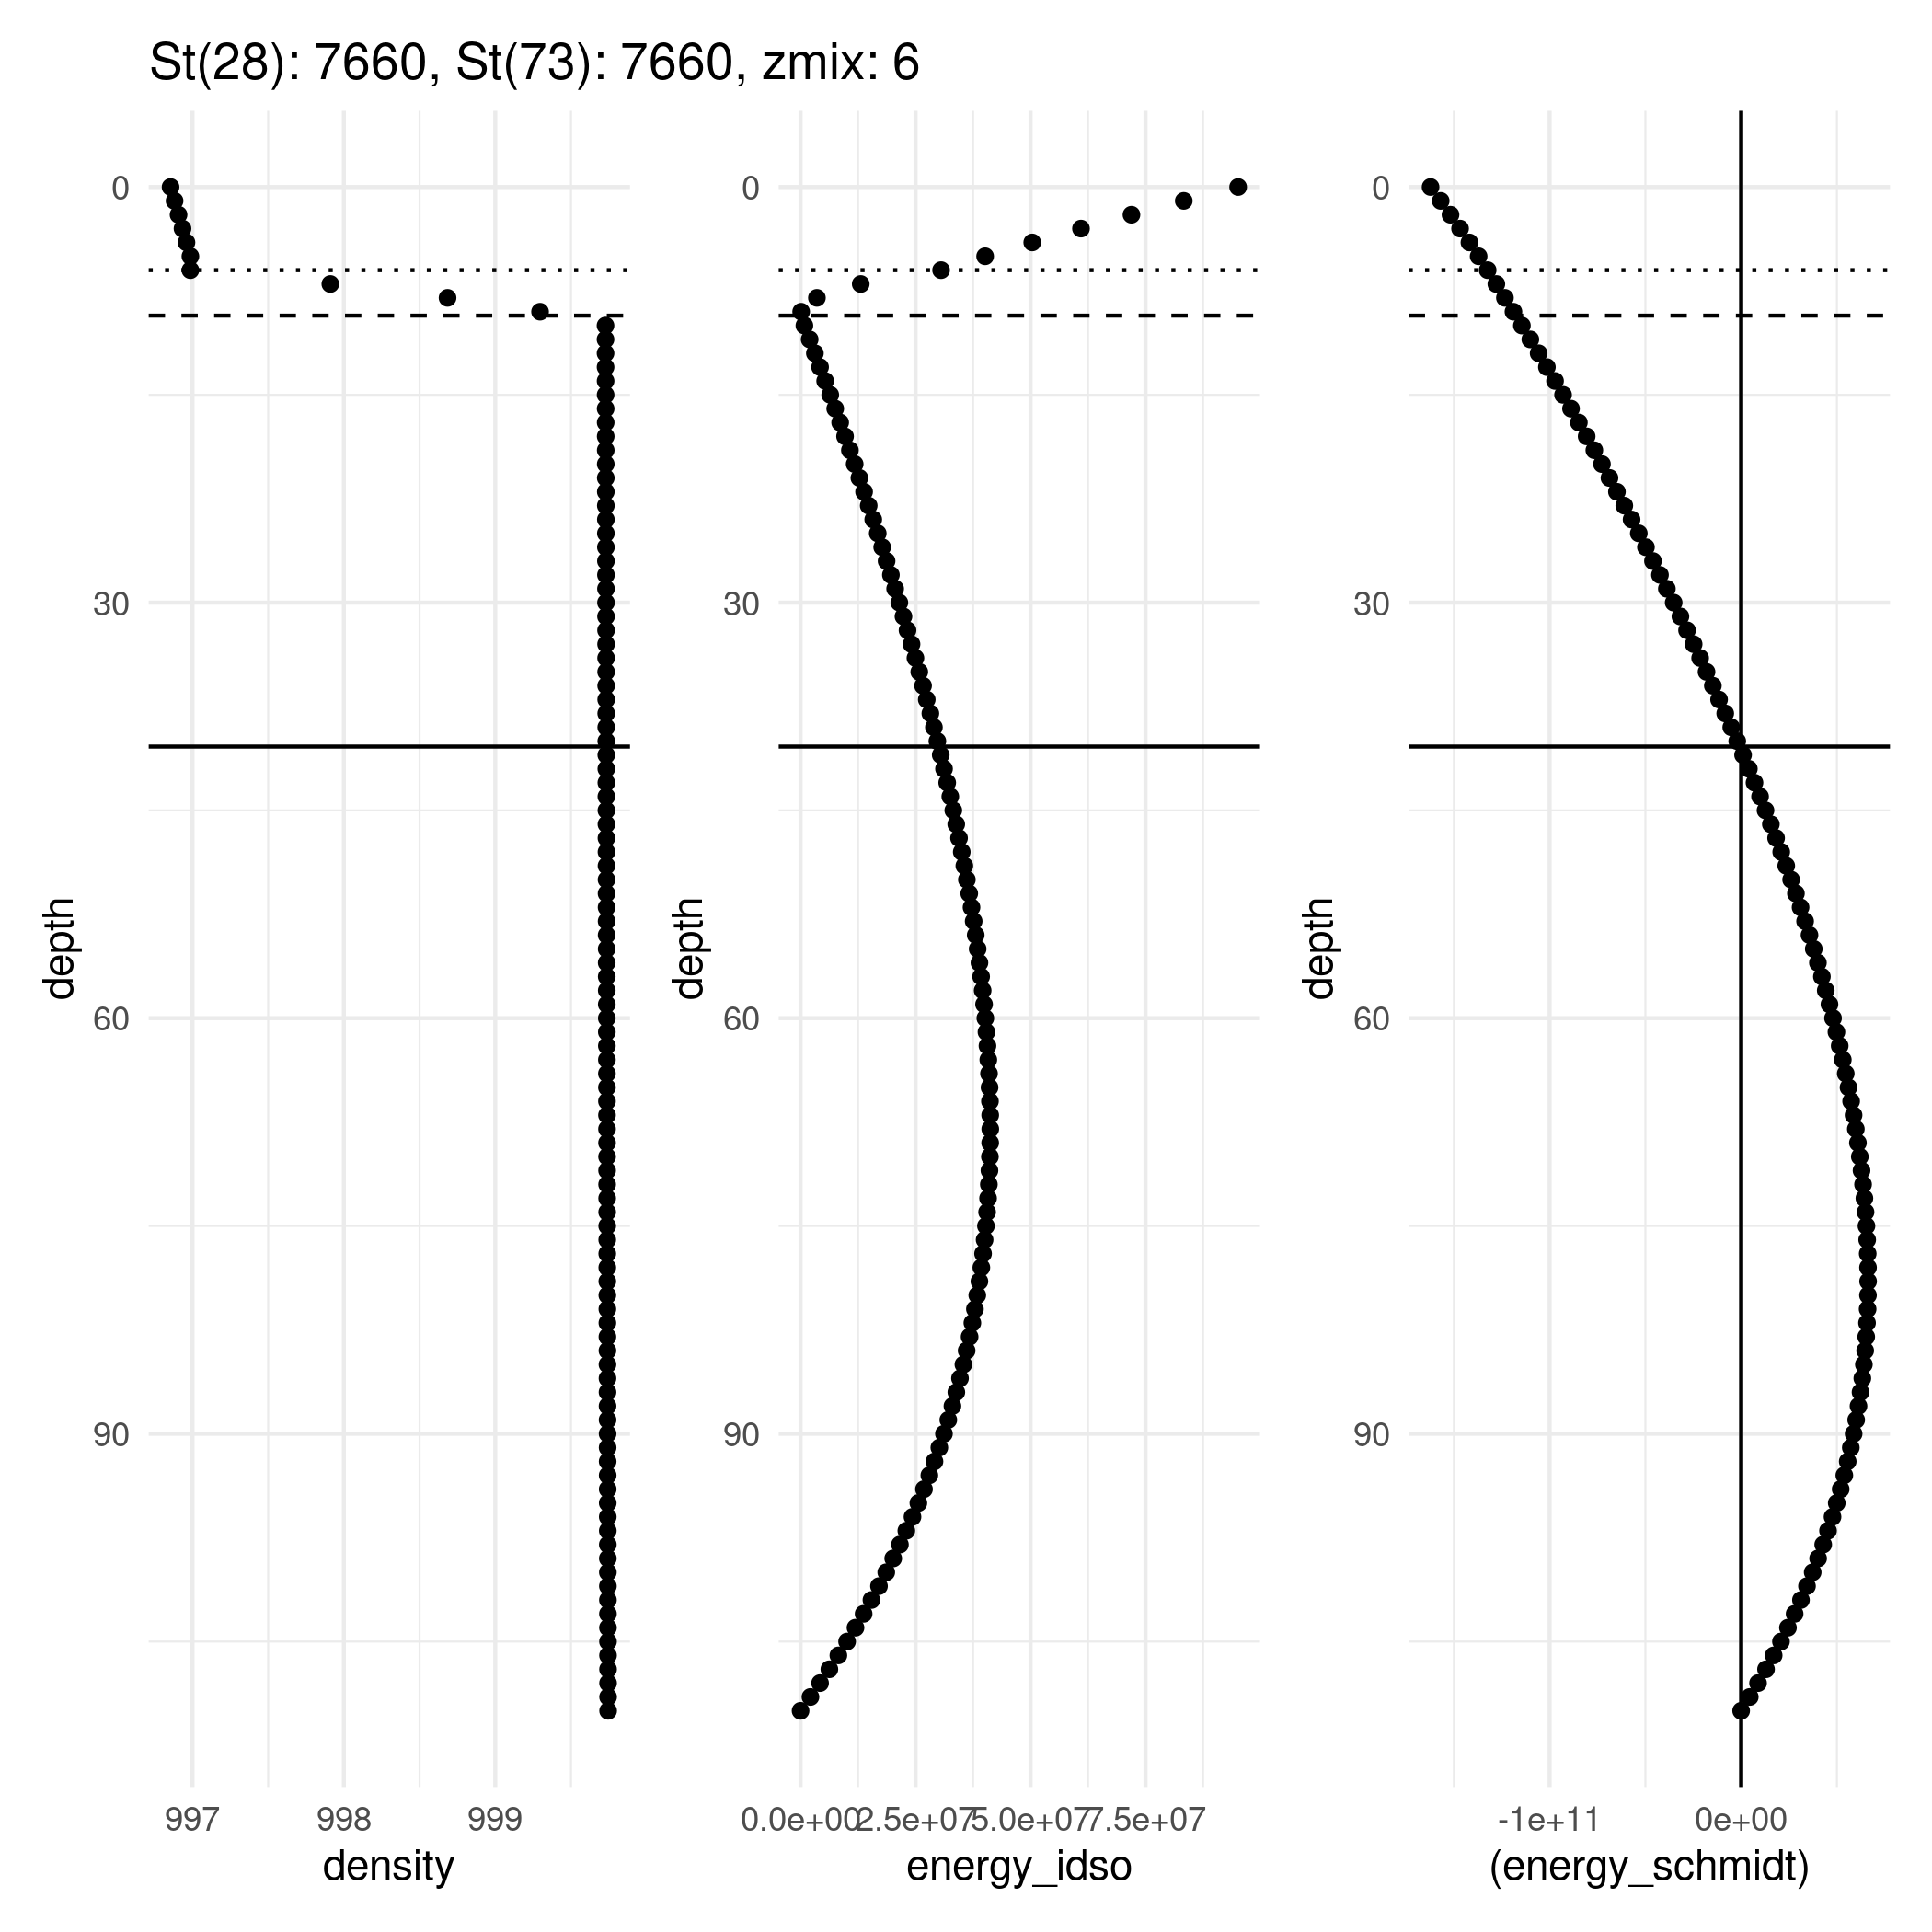 St(28): 7660, St(73): 7660, zmix: 6
0
30
60
90
depth
997
998
999
density
0
30
60
90
depth
0.0e+00
2.5e+07
5.0e+07
7.5e+07
energy_idso
0
30
60
90
depth
-1e+11
0e+00
(energy_schmidt)